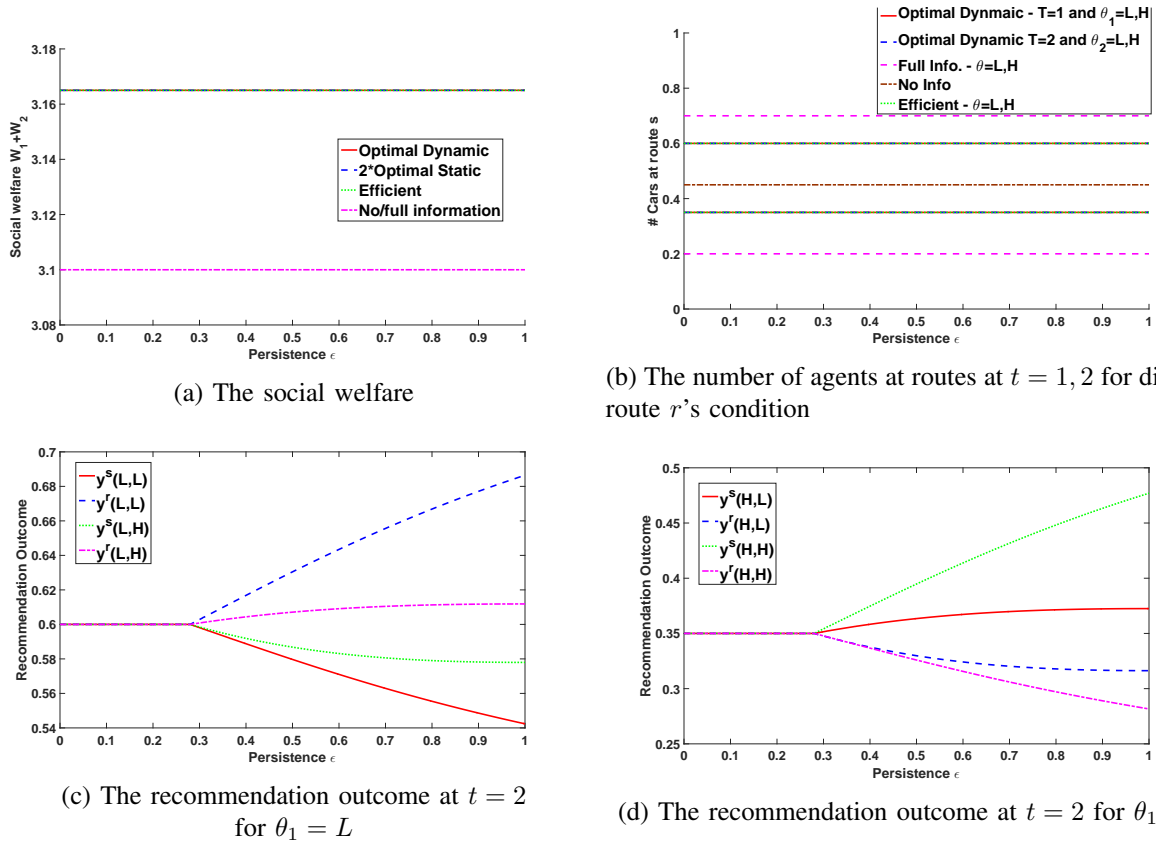 3.18
3.16
3.14
3.12
3.1
3.08
Social welfare W_1+W_2
Optimal Dynamic
2*Optimal Static
Efficient
No/full information
0 0.1 0.2 0.3 0.4 0.5 0.6 0.7 0.8 0.9 1
Persistence ϵ
(a) The social welfare
Optimal Dynmaic - T=1 and θ_1=L,H
Optimal Dynamic T=2 and θ_2=L,H
Full Info. - θ=L,H
No Info
Efficient - θ=L,H
1
0.8
0.6
0.4
0.2
0
# Cars at route s
0 0.1 0.2 0.3 0.4 0.5 0.6 0.7 0.8 0.9 1
Persistence ϵ
(b) The number of agents at routes at t = 1, 2 for di
route r's condition
0.7
0.68
0.66
0.64
0.62
0.6
0.58
0.56
0.54
Recommendation Outcome
y^s(L,L)
y^r(L,L)
y^s(L,H)
y^r(L,H)
0 0.1 0.2 0.3 0.4 0.5 0.6 0.7 0.8 0.9 1
Persistence ϵ
(c) The recommendation outcome at t = 2
for θ_1 = L
0.5
0.45
0.4
0.35
0.3
0.25
Recommendation Outcome
y^s(H,L)
y^r(H,L)
y^s(H,H)
y^r(H,H)
0 0.1 0.2 0.3 0.4 0.5 0.6 0.7 0.8 0.9 1
Persistence ϵ
(d) The recommendation outcome at t = 2 for θ_1